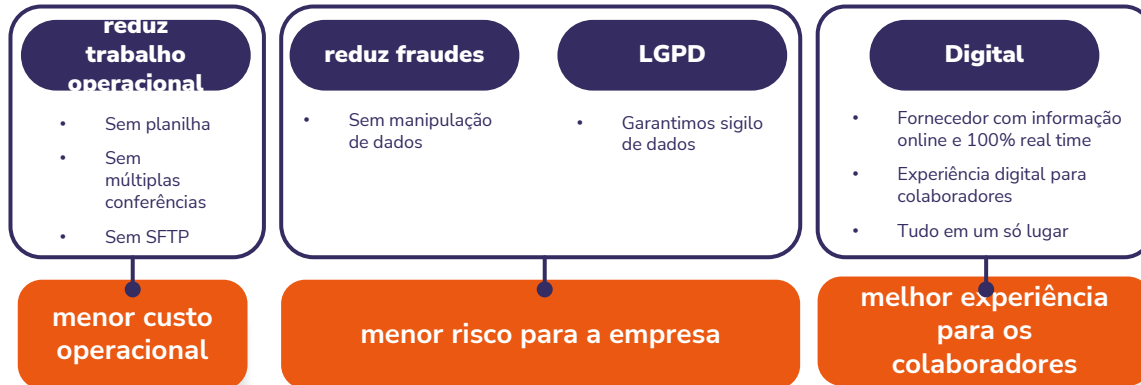 reduz
trabalho
operacional
• Sem planilha
• Sem
múltiplas
conferências
• Sem SFTP
menor custo
operacional
reduz fraudes
• Sem manipulação
de dados
LGPD
• Garantimos sigilo
de dados
menor risco para a empresa
Digital
• Fornecedor com informação
online e 100% real time
• Experiência digital para
colaboradores
• Tudo em um só lugar
melhor experiência
para os
colaboradores